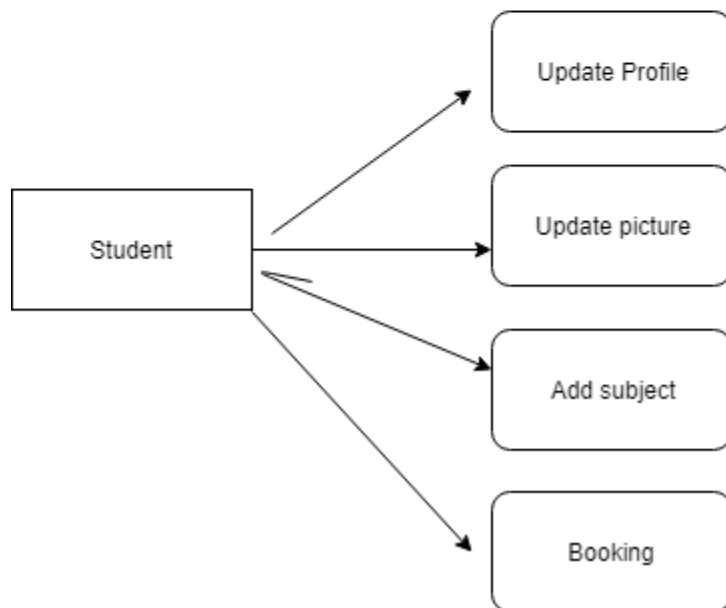 Update Profile
Update picture
Student
Add subject
Booking